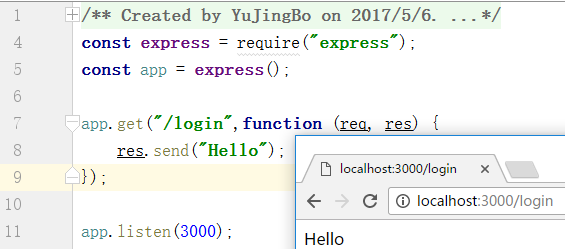 1 /** Created by YuJingBo on 2017/5/6. ...*/
4 const express = require("express");
5 const app = express();
6
7 app.get("/login",function (req, res) {
8 res.send("Hello");
9 });
10
11 app.listen(3000);
localhost:3000/login
localhost:3000/login
Hello